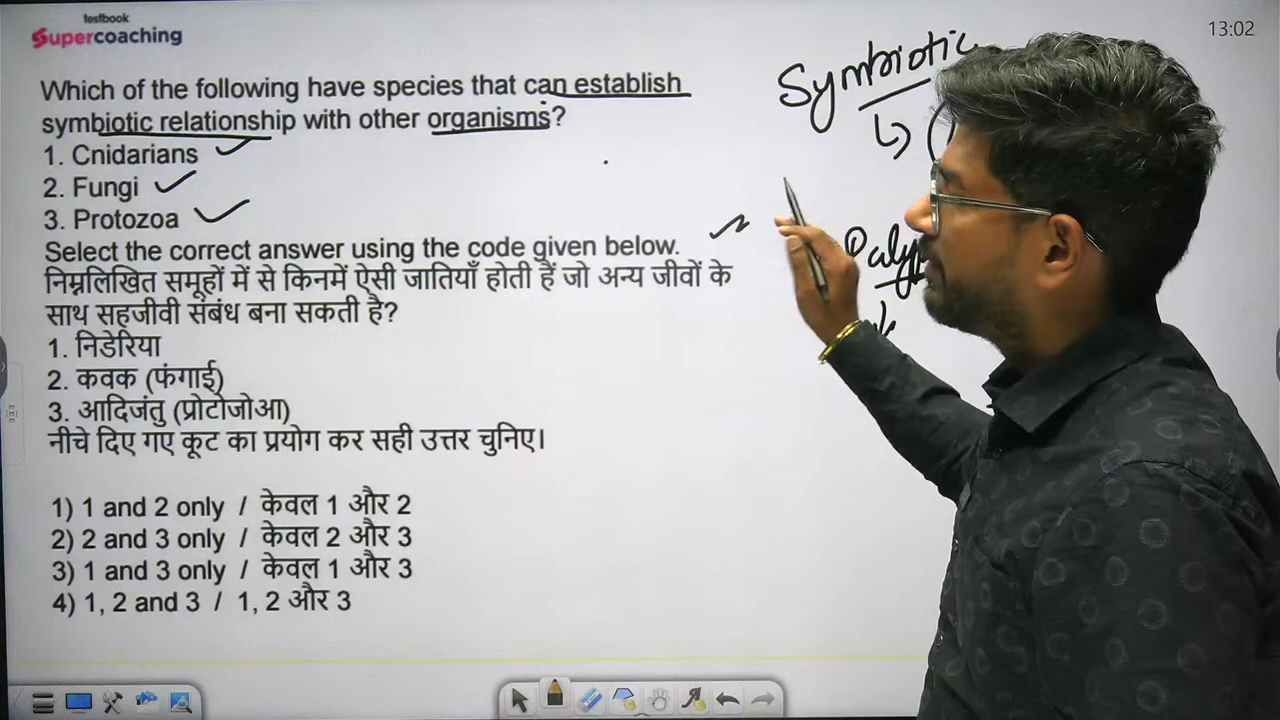 testbook
Supercoaching
13:02
Symbiotic
Which of the following have species that can establish
symbiotic relationship with other organisms?
1. Cnidarians
2. Fungi
3. Protozoa
Select the correct answer using the code given below.
निम्नलिखित समूहों में से किनमें ऐसी जातियाँ होती हैं जो अन्य जीवों के
साथ सहजीवी संबंध बना सकती है?
1. निडेरिया
2. कवक (फंगाई)
3. आदिजंतु (प्रोटोजोआ)
नीचे दिए गए कूट का प्रयोग कर सही उत्तर चुनिए।
1) 1 and 2 only / केवल 1 और 2
2) 2 and 3 only / केवल 2 और 3
3) 1 and 3 only / केवल 1 और 3
4) 1, 2 and 3 / 1, 2 और 3